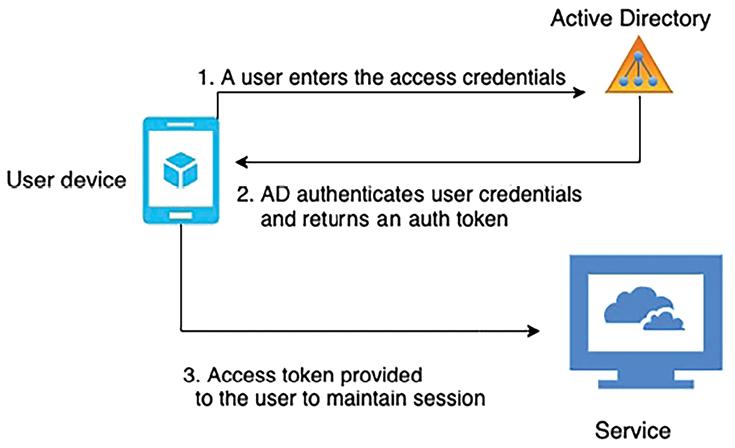 Active Directory
1. A user enters the access credentials
User device
2. AD authenticates user credentials
and returns an auth token
3. Access token provided
to the user to maintain session
Service